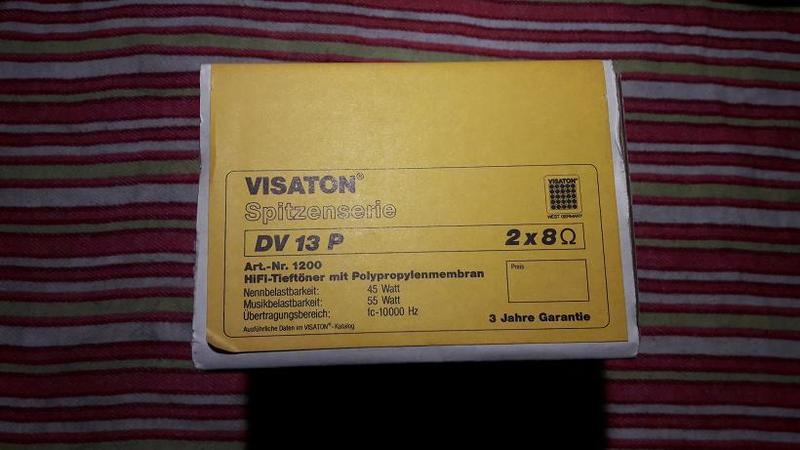 VISATON®
Spitzenserie
VISATON®
WEST GERMANY
DV 13 P 2 x 8 Ω
Art.-Nr. 1200
HiFi-Tieftöner mit Polypropylenmembran
Nennbelastbarkeit: 45 Watt
Musikbelastbarkeit: 55 Watt
Übertragungsbereich: fc-10000 Hz
Ausführliche Daten im VISATON®-Katalog
Preis
3 Jahre Garantie